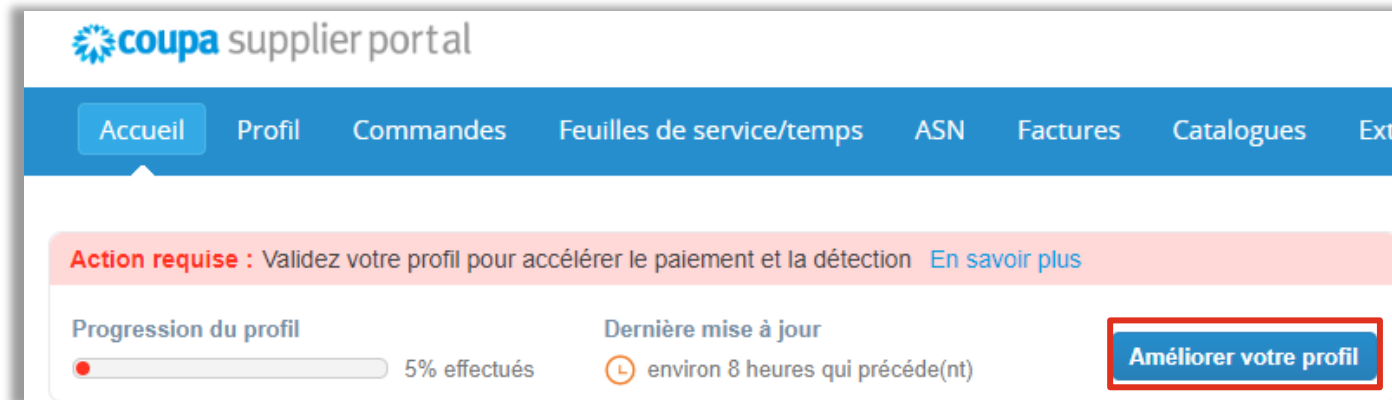 coupa supplier portal
Accueil Profil Commandes Feuilles de service/temps ASN Factures Catalogues Ext
Action requise : Validez votre profil pour accélérer le paiement et la détection En savoir plus
Progression du profil Dernière mise à jour
5% effectués environ 8 heures qui précéde(nt) Améliorer votre profil